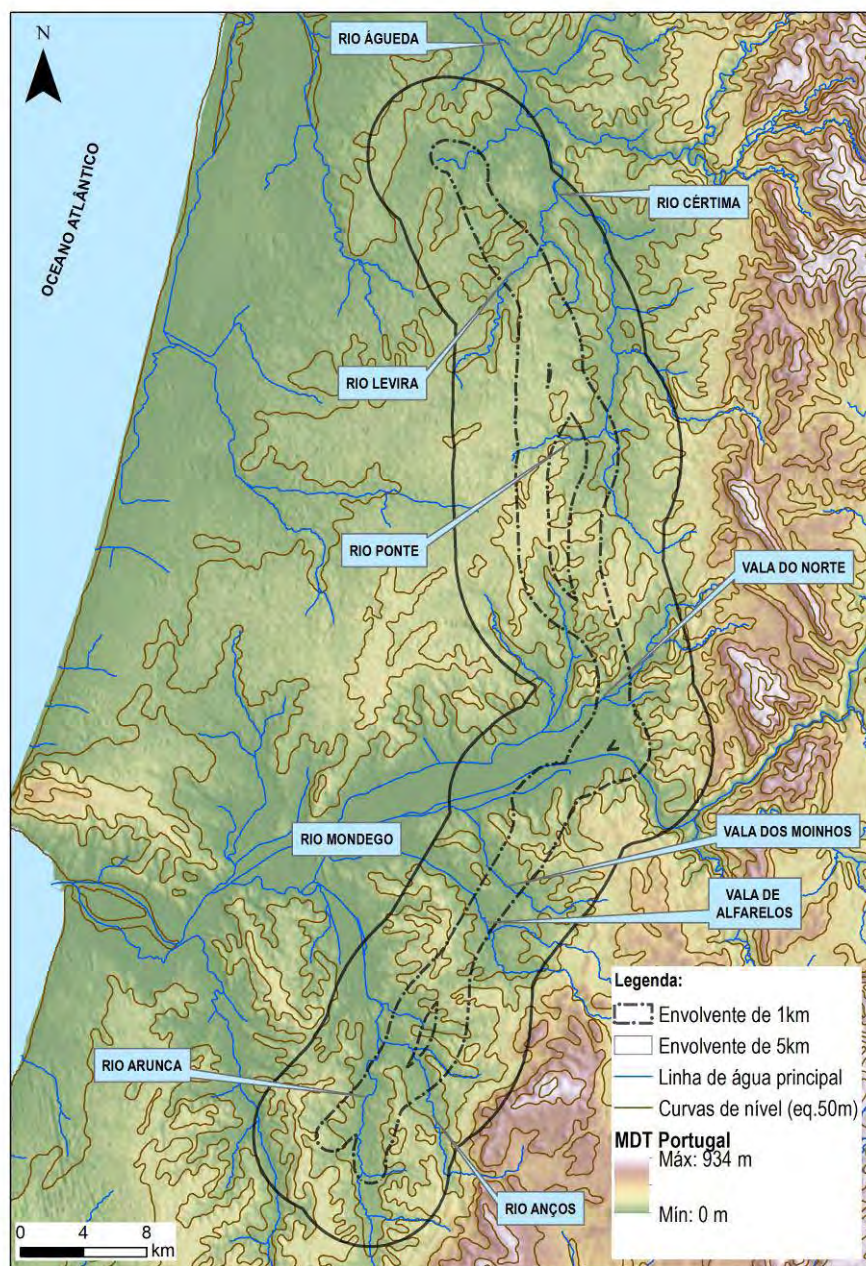 N
RIO ÁGUEDA
RIO CÉRTIMA
OCEANO ATLÂNTICO
RIO LEVIRA
RIO PONTE
VALA DO NORTE
RIO MONDEGO
VALA DOS MOINHOS
VALA DE
ALFARELOS
RIO ARUNCA
RIO ANÇOS
Legenda:
Envolvente de 1km
Envolvente de 5km
Linha de água principal
Curvas de nível (eq.50m)
MDT Portugal
Máx: 934 m
Mín: 0 m
0 4 8
km